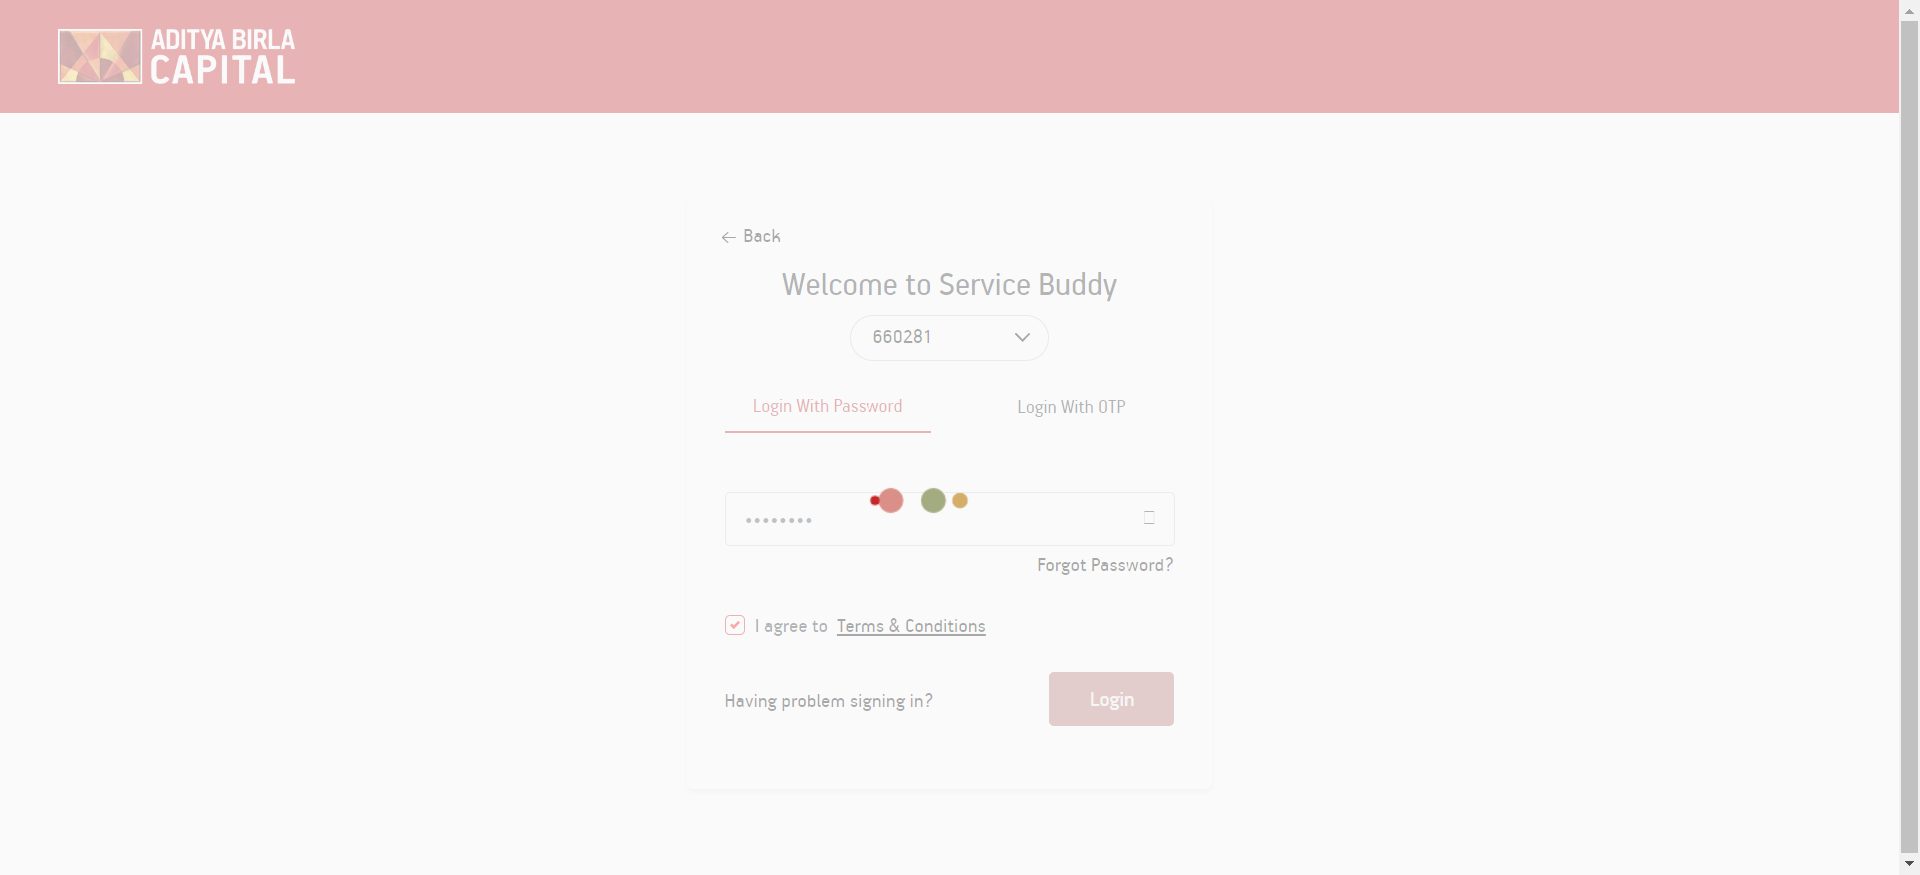 ADITYA BIRLA
CAPITAL
Back
Welcome to Service Buddy
660281
Login With Password
Login With OTP
••••••••
Forgot Password?
I agree to Terms & Conditions
Having problem signing in?
Login